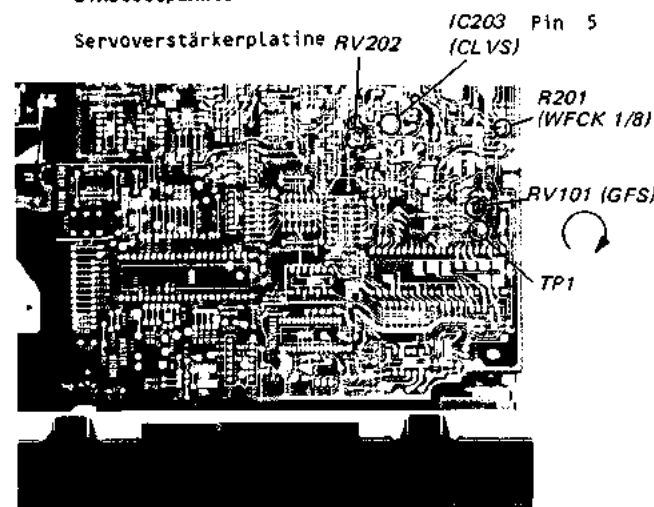 Servoverstärkerplatine
RV202
IC203 Pin 5
(CLVS)
R201
(WFCK 1/8)
RV101 (GFS)
TP1